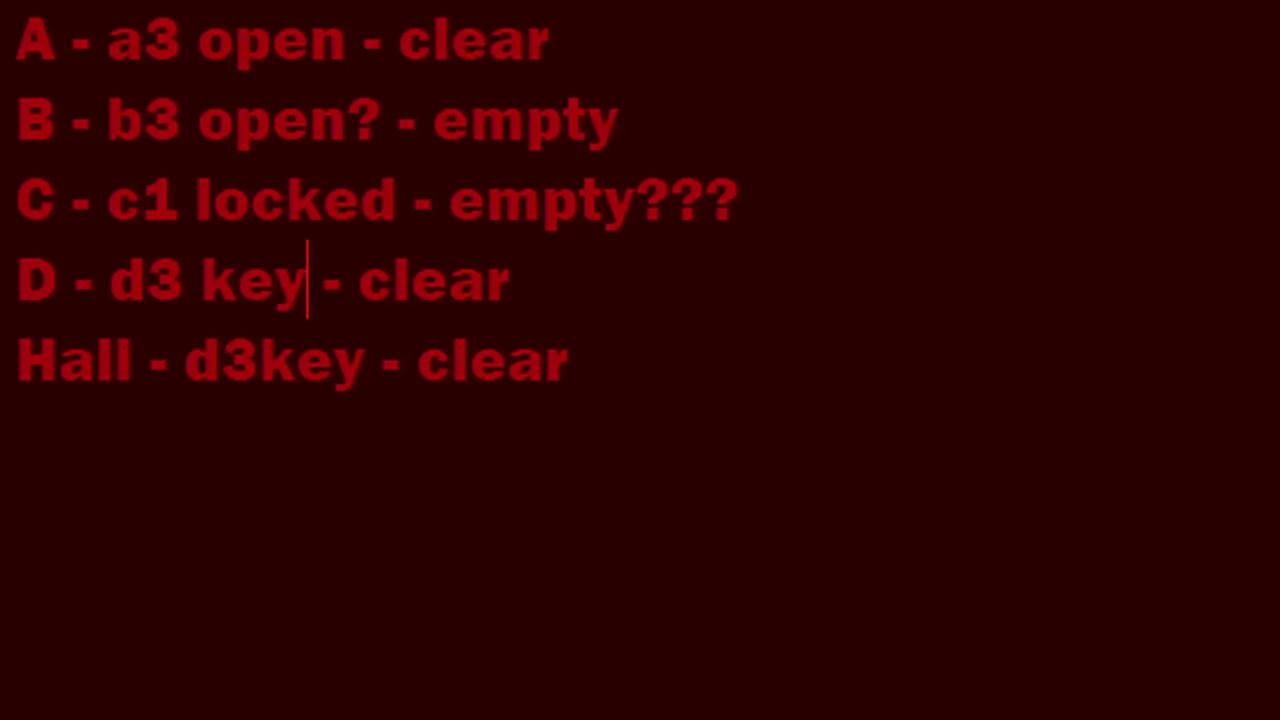 A - a3 open - clear
B - b3 open? - empty
C - c1 locked - empty???
D - d3 key - clear
Hall - d3key - clear